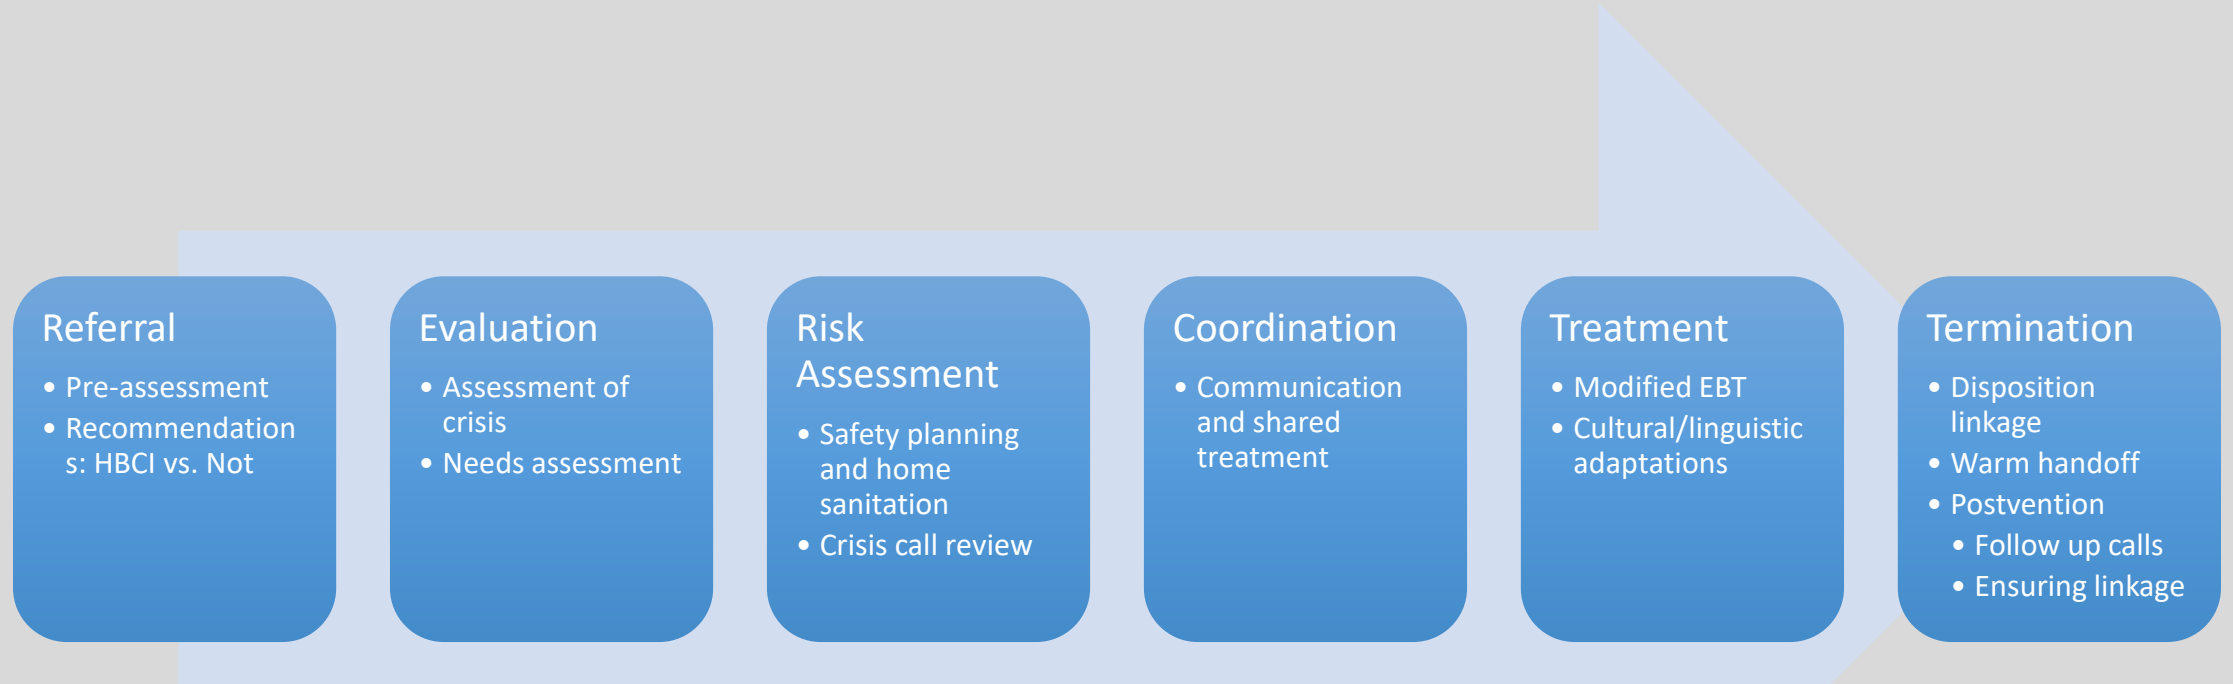 Referral
• Pre-assessment
• Recommendation
s: HBCI vs. Not
Evaluation
• Assessment of
crisis
• Needs assessment
Risk
Assessment
• Safety planning
and home
sanitation
• Crisis call review
Coordination
• Communication
and shared
treatment
Treatment
• Modified EBT
• Cultural/linguistic
adaptations
Termination
• Disposition
linkage
• Warm handoff
• Postvention
• Follow up calls
• Ensuring linkage